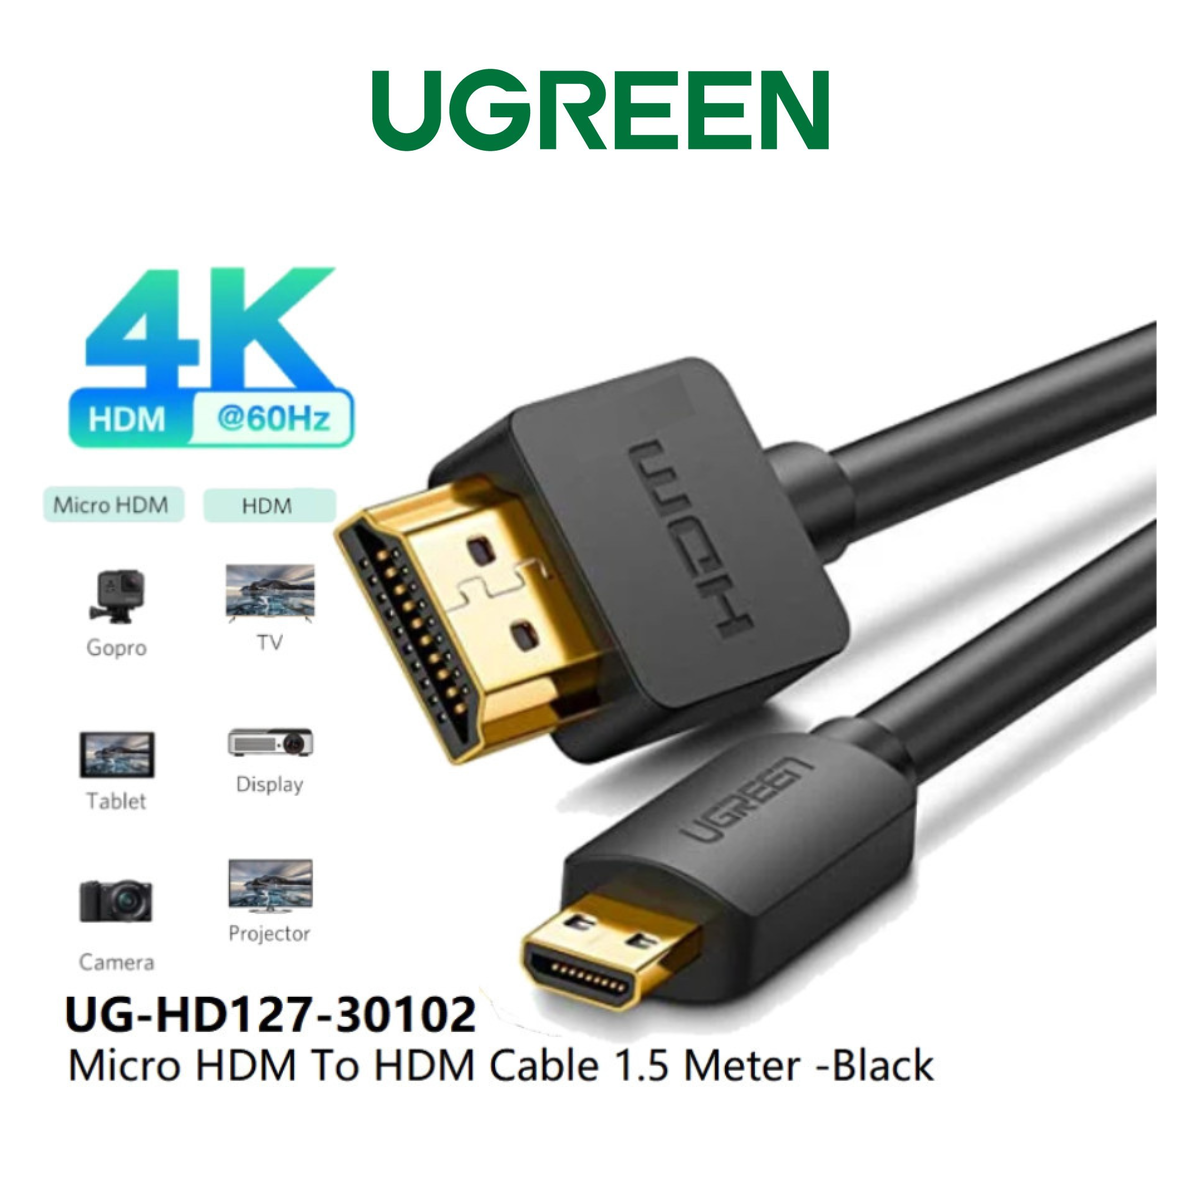 UGREEN
4K
HDM @60Hz
Micro HDM HDM
Gopro TV
Tablet Display
Camera Projector
HDM
UGREEN
UG-HD127-30102
Micro HDM To HDM Cable 1.5 Meter -Black